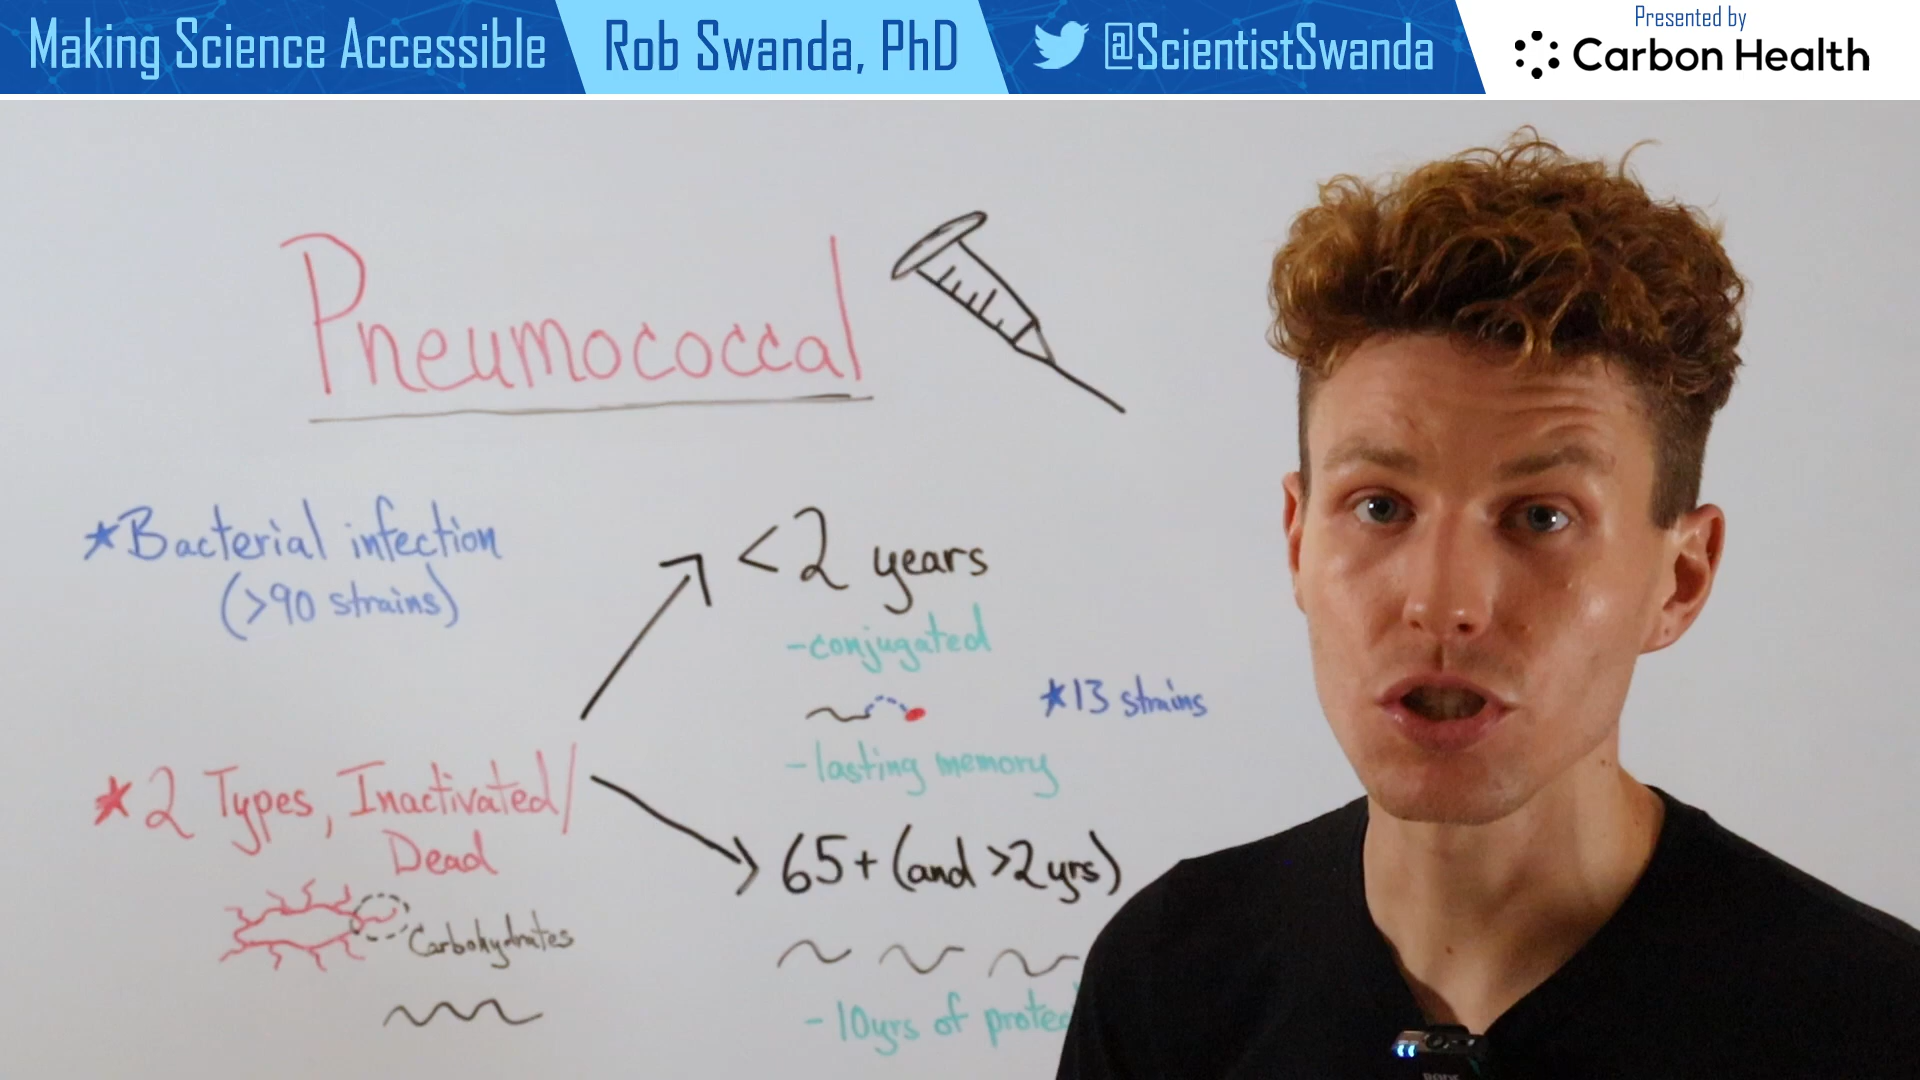 Making Science Accessible
Rob Swanda, PhD
@ScientistSwanda
Presented by
Carbon Health
Pneumococcal
★Bacterial infection
(>90 strains)
★2 Types, Inactivated/
Dead
Carbohydrates
<2 years
-conjugated
★13 strains
-lasting memory
65+ (and >2yrs)
-10yrs of protec